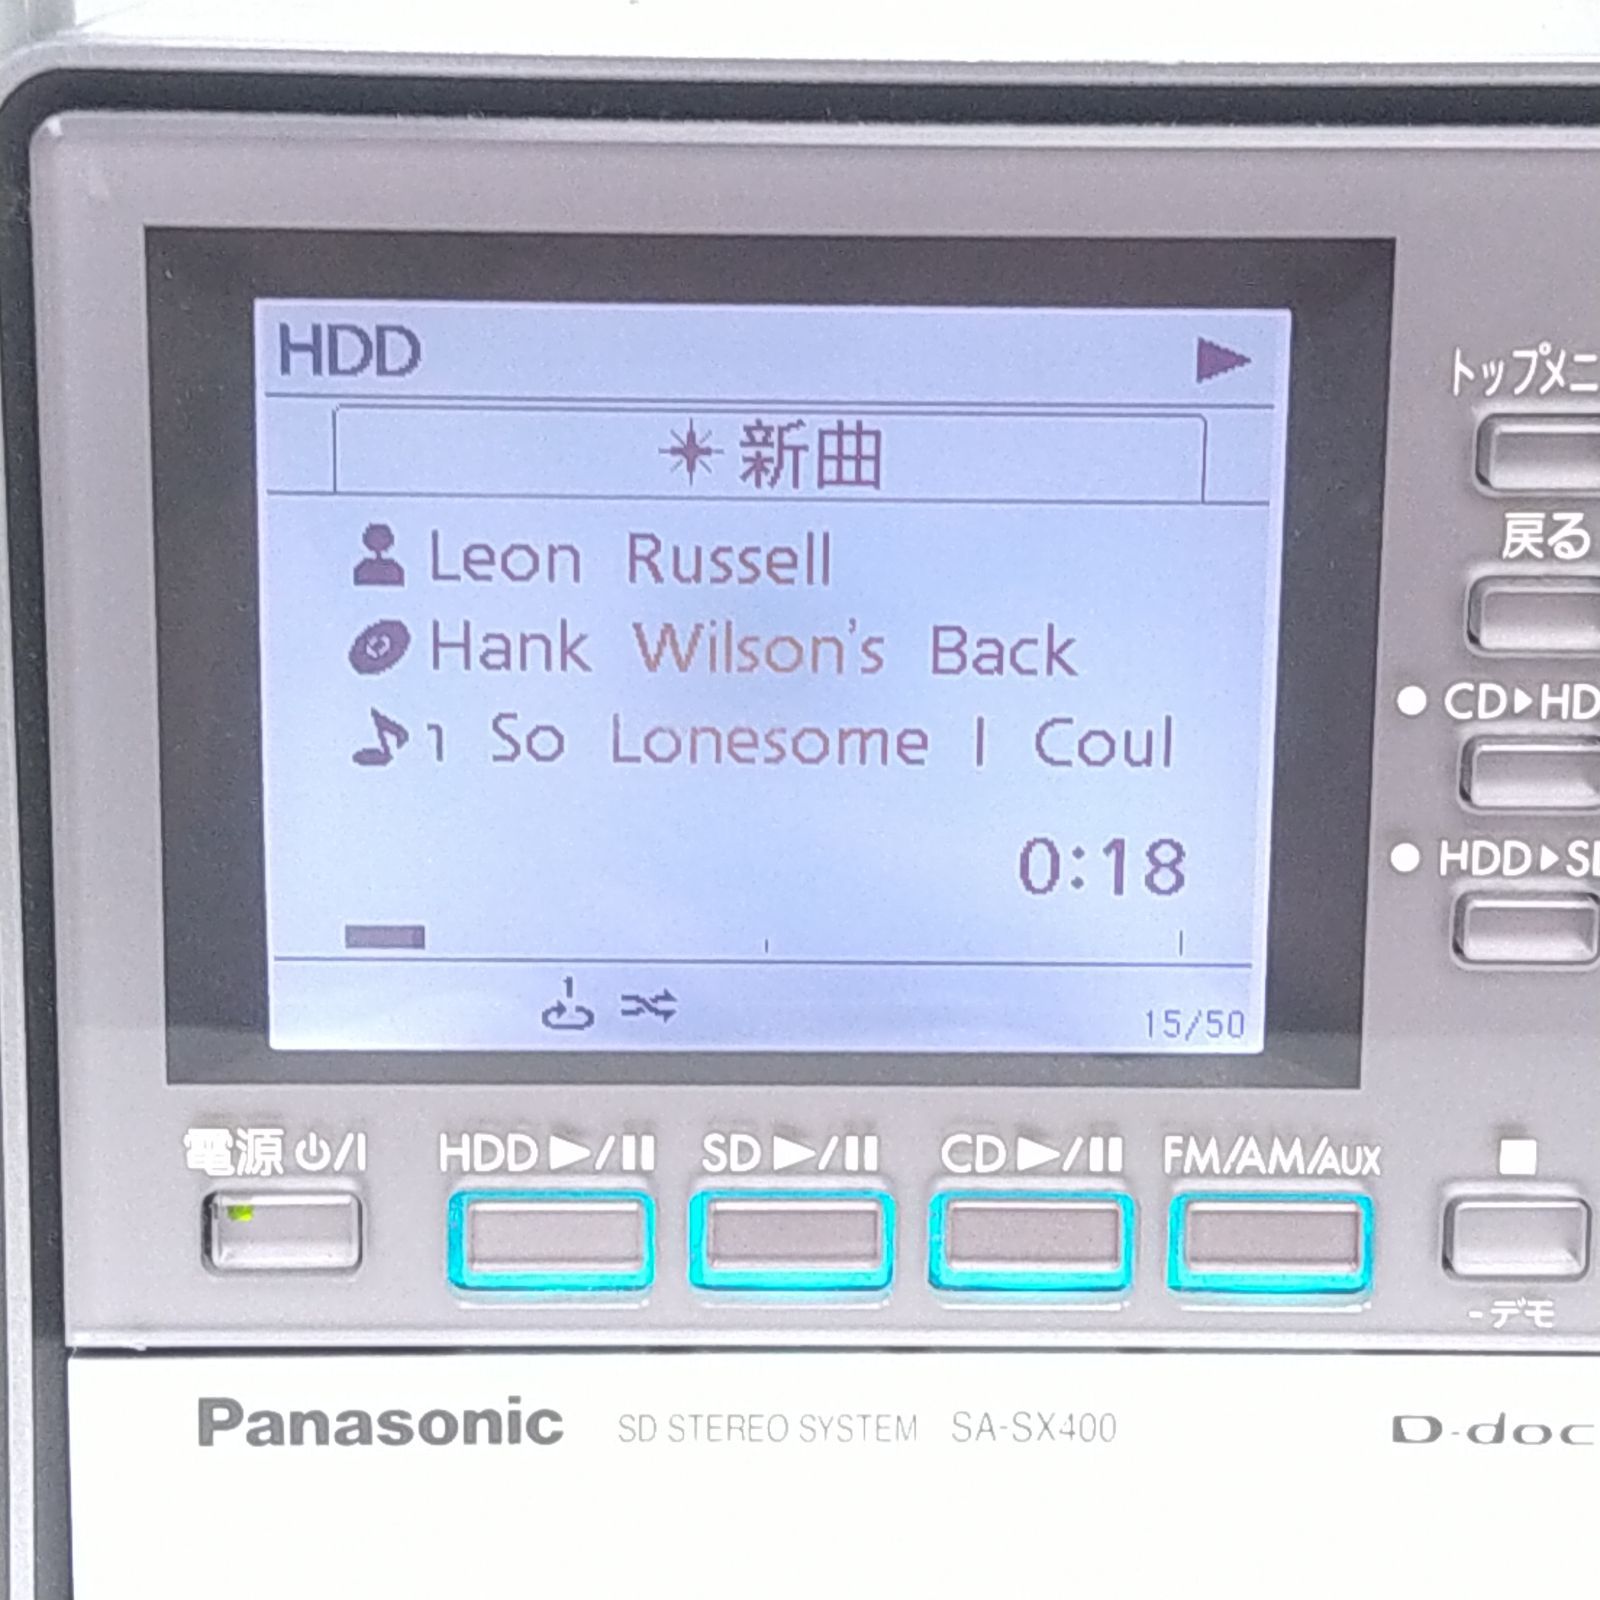 HDD
新曲
Leon Russell
Hank Wilson's Back
1 So Lonesome I Coul
0:18
1
15/50
トップメニ
戻る
CD▶HD
HDD▶SD
電源 ⏻/I
HDD ▶/II
SD ▶/II
CD ▶/II
FM/AM/AUX
■
-デモ
Panasonic SD STEREO SYSTEM SA-SX400 D-doc